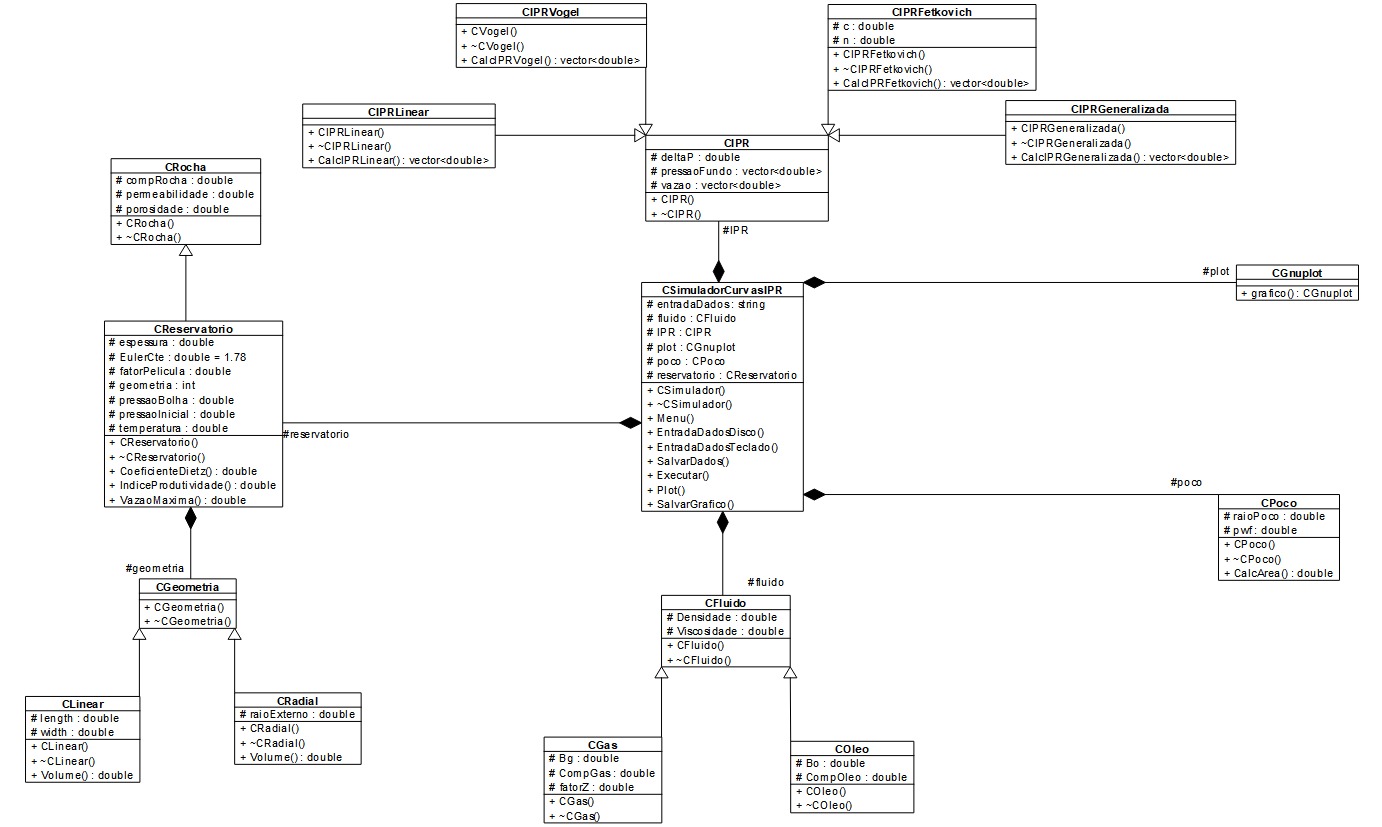 CIPRVogel
+ CVogel()
+ ~CVogel()
+ CalcIPRVogel() : vector<double>
CIPRFetkovich
# c : double
# n : double
+ CIPRFetkovich()
+ ~CIPRFetkovich()
+ CalcIPRFetkovich() : vector<double>
CIPRLinear
+ CIPRLinear()
+ ~CIPRLinear()
+ CalcIPRLinear() : vector<double>
CIPRGeneralizada
+ CIPRGeneralizada()
+ ~CIPRGeneralizada()
+ CalcIPRGeneralizada() : vector<double>
CIPR
# deltaP : double
# pressaoFundo : vector<double>
# vazao : vector<double>
+ CIPR()
+ ~CIPR()
#IPR
CRocha
# compRocha : double
# permeabilidade : double
# porosidade : double
+ CRocha()
+ ~CRocha()
#plot
CGnuplot
+ grafico() : CGnuplot
CSimuladorCurvasIPR
# entradaDados : string
# fluido : CFluido
# IPR : CIPR
# plot : CGnuplot
# poco : CPoco
# reservatorio : CReservatorio
+ CSimulador()
+ ~CSimulador()
+ Menu()
+ EntradaDadosDisco()
+ EntradaDadosTeclado()
+ SalvarDados()
+ Executar()
+ Plot()
+ SalvarGrafico()
CReservatorio
# espessura : double
# EulerCte : double = 1.78
# fatorPelicula : double
# geometria : int
# pressaoBolha : double
# pressaoInicial : double
# temperatura : double
+ CReservatorio()
+ ~CReservatorio()
+ CoeficienteDietz() : double
+ IndiceProdutividade() : double
+ VazaoMaxima() : double
#reservatorio
#poco
CPoco
# raioPoco : double
# pwf : double
+ CPoco()
+ ~CPoco()
+ CalcArea() : double
#geometria
CGeometria
+ CGeometria()
+ ~CGeometria()
#fluido
CFluido
# Densidade : double
# Viscosidade : double
+ CFluido()
+ ~CFluido()
CLinear
# length : double
# width : double
+ CLinear()
+ ~CLinear()
+ Volume() : double
CRadial
# raioExterno : double
+ CRadial()
+ ~CRadial()
+ Volume() : double
CGas
# Bg : double
# CompGas : double
# fatorZ : double
+ CGas()
+ ~CGas()
COleo
# Bo : double
# CompOleo : double
+ COleo()
+ ~COleo()